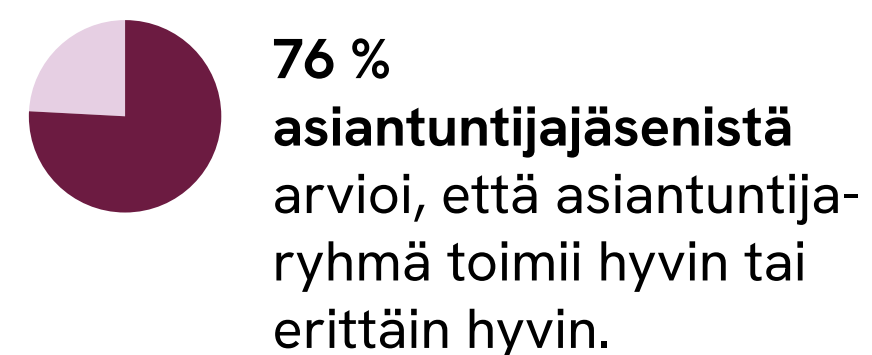 76 %
asiantuntijajäsenistä
arvioi, että asiantuntija-
ryhmä toimii hyvin tai
erittäin hyvin.